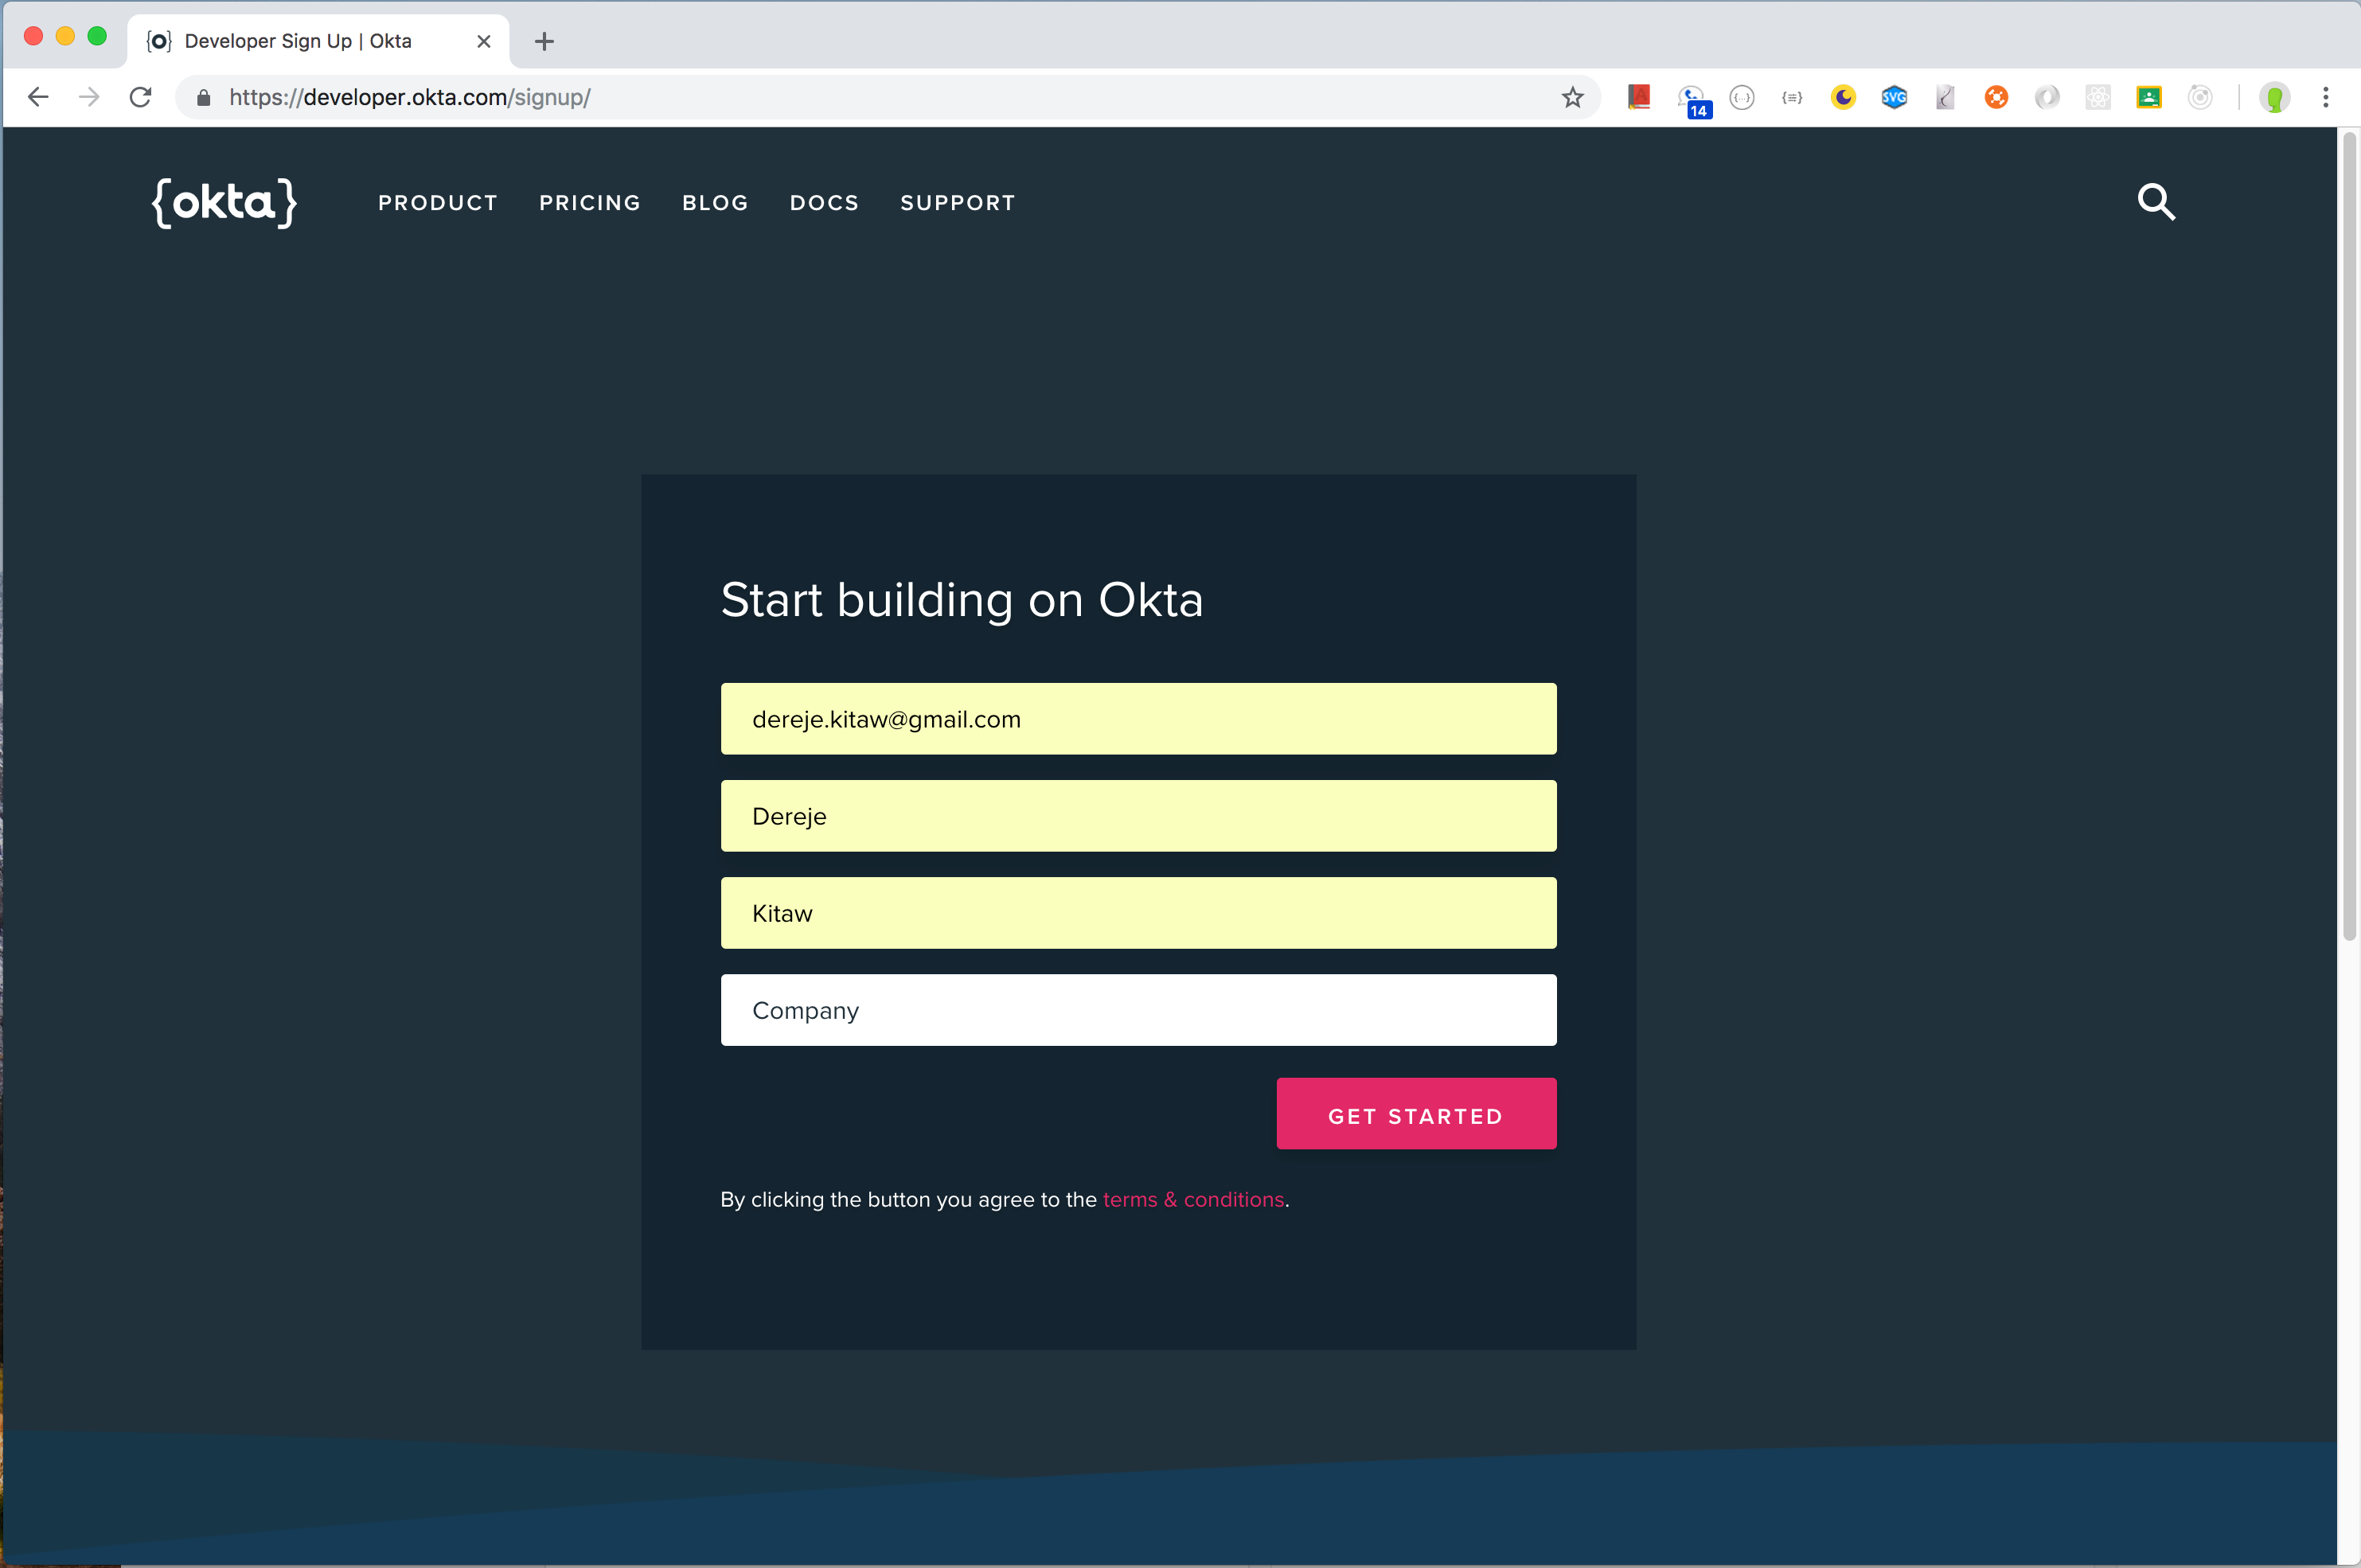 Developer Sign Up | Okta
https://developer.okta.com/signup/
14
SVG
{okta}
PRODUCT PRICING BLOG DOCS SUPPORT
Start building on Okta
dereje.kitaw@gmail.com
Dereje
Kitaw
Company
GET STARTED
By clicking the button you agree to the terms & conditions.